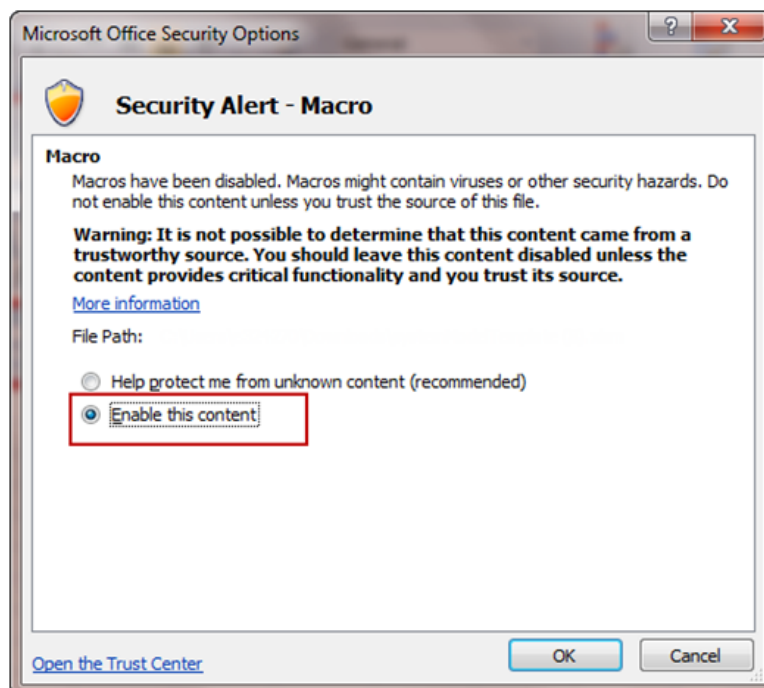 Microsoft Office Security Options
?
X
Security Alert - Macro
Macro
Macros have been disabled. Macros might contain viruses or other security hazards. Do
not enable this content unless you trust the source of this file.
Warning: It is not possible to determine that this content came from a
trustworthy source. You should leave this content disabled unless the
content provides critical functionality and you trust its source.
More information
File Path:
Help protect me from unknown content (recommended)
Enable this content
Open the Trust Center
OK
Cancel